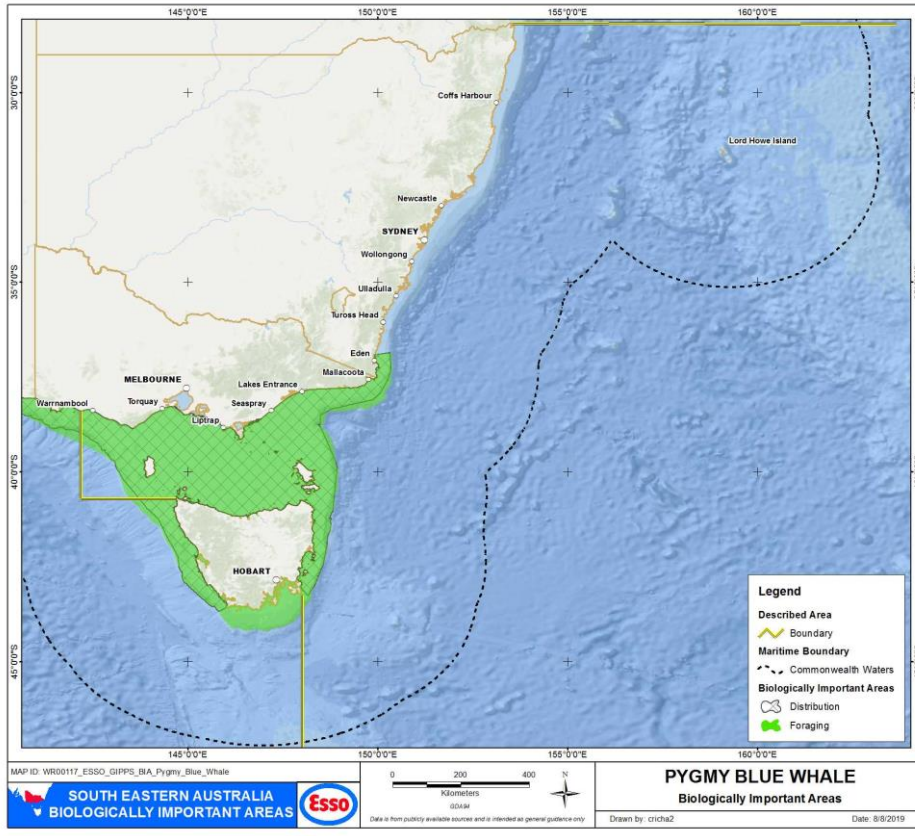 145°0'0"E
150°0'0"E
155°0'0"E
160°0'0"E
30°0'0"S
35°0'0"S
40°0'0"S
45°0'0"S
Coffs Harbour
Lord Howe Island
Newcastle
SYDNEY
Wollongong
Ulladulla
Tuross Head
Eden
Mallacoota
MELBOURNE
Lakes Entrance
Warrnambool
Torquay
Seaspray
Liptrap
HOBART
Legend
Described Area
Boundary
Maritime Boundary
Commonwealth Waters
Biologically Important Areas
Distribution
Foraging
145°0'0"E
150°0'0"E
155°0'0"E
160°0'0"E
MAP ID: WR00117_ESSO_GIPPS_BIA_Pygmy_Blue_Whale
SOUTH EASTERN AUSTRALIA
BIOLOGICALLY IMPORTANT AREAS
Esso
0 200 400
Kilometers
GDA94
N
Data is from publicly available sources and is intended as general guidance only
PYGMY BLUE WHALE
Biologically Important Areas
Drawn by: cricha2
Date: 8/8/2019